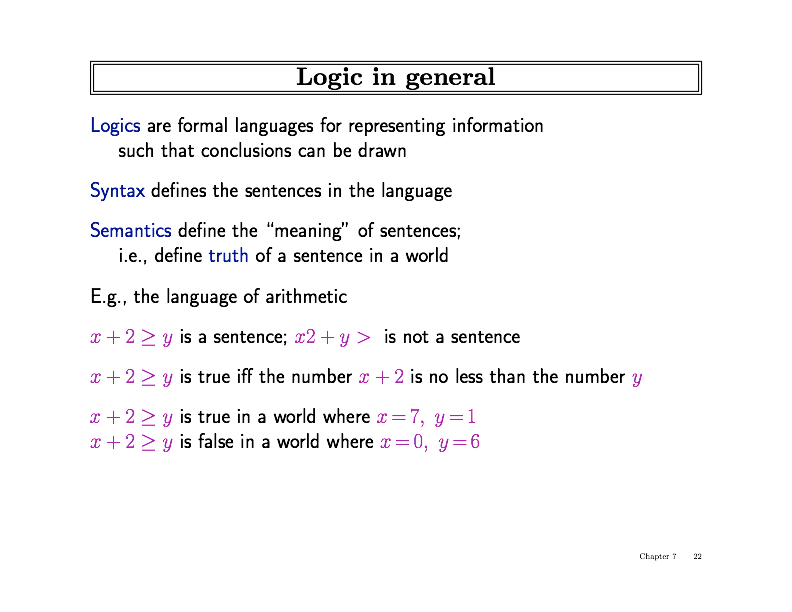 Logic in general
Logics are formal languages for representing information
such that conclusions can be drawn
Syntax defines the sentences in the language
Semantics define the “meaning” of sentences;
i.e., define truth of a sentence in a world
E.g., the language of arithmetic
x + 2 ≥ y is a sentence; x2 + y > is not a sentence
x + 2 ≥ y is true iff the number x + 2 is no less than the number y
x + 2 ≥ y is true in a world where x = 7, y = 1
x + 2 ≥ y is false in a world where x = 0, y = 6
Chapter 7 22